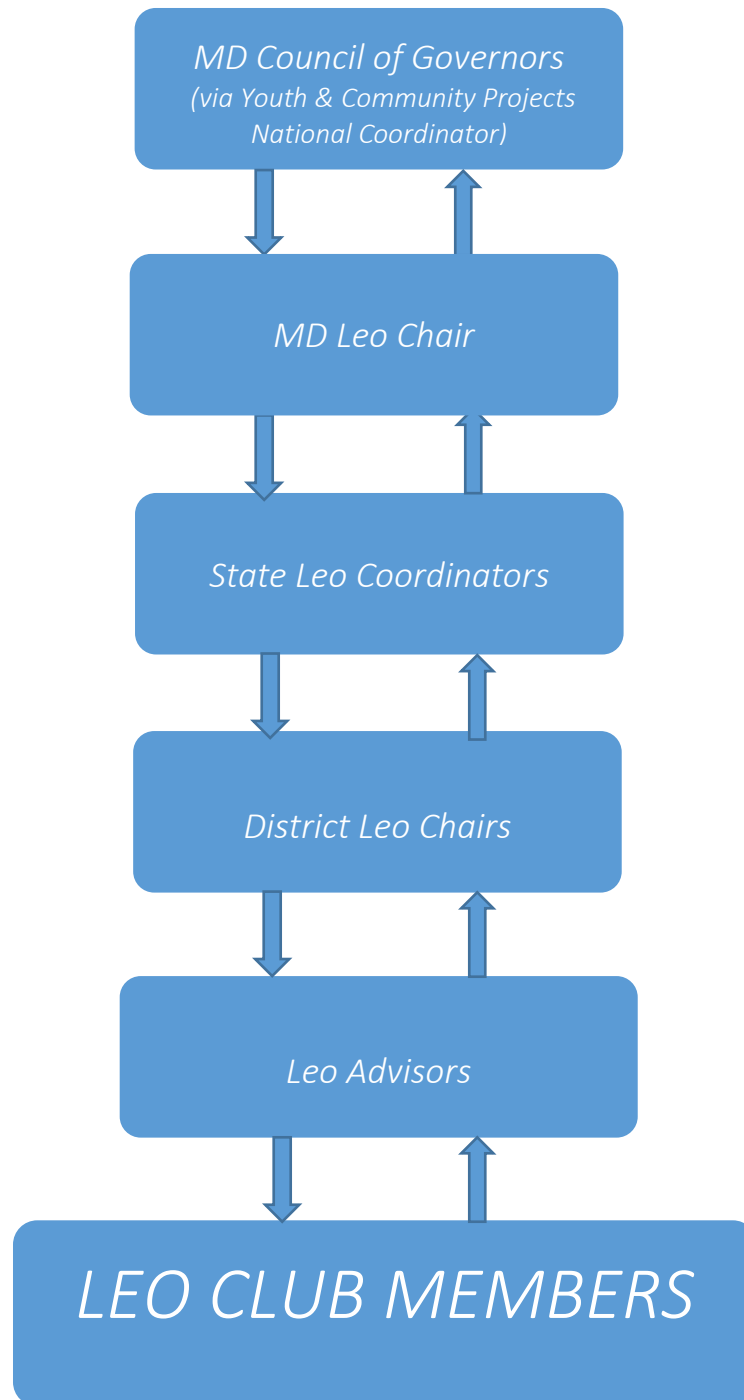 MD Council of Governors
(via Youth & Community Projects
National Coordinator)
MD Leo Chair
State Leo Coordinators
District Leo Chairs
Leo Advisors
LEO CLUB MEMBERS